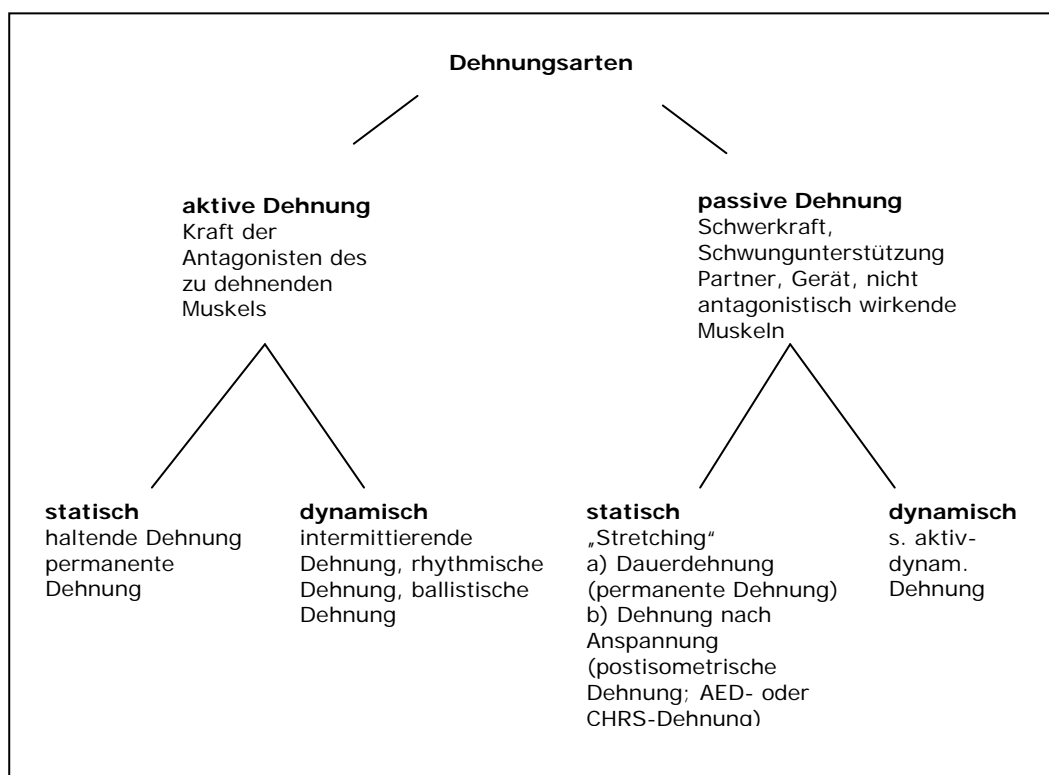 Dehnungsarten
aktive Dehnung
Kraft der
Antagonisten des
zu dehnenden
Muskels
passive Dehnung
Schwerkraft,
Schwungunterstützung
Partner, Gerät, nicht
antagonistisch wirkende
Muskeln
statisch
haltende Dehnung
permanente
Dehnung
dynamisch
intermittierende
Dehnung, rhythmische
Dehnung, ballistische
Dehnung
statisch
„Stretching“
a) Dauerdehnung
(permanente Dehnung)
b) Dehnung nach
Anspannung
(postisometrische
Dehnung; AED- oder
CHRS-Dehnung)
dynamisch
s. aktiv-
dynam.
Dehnung